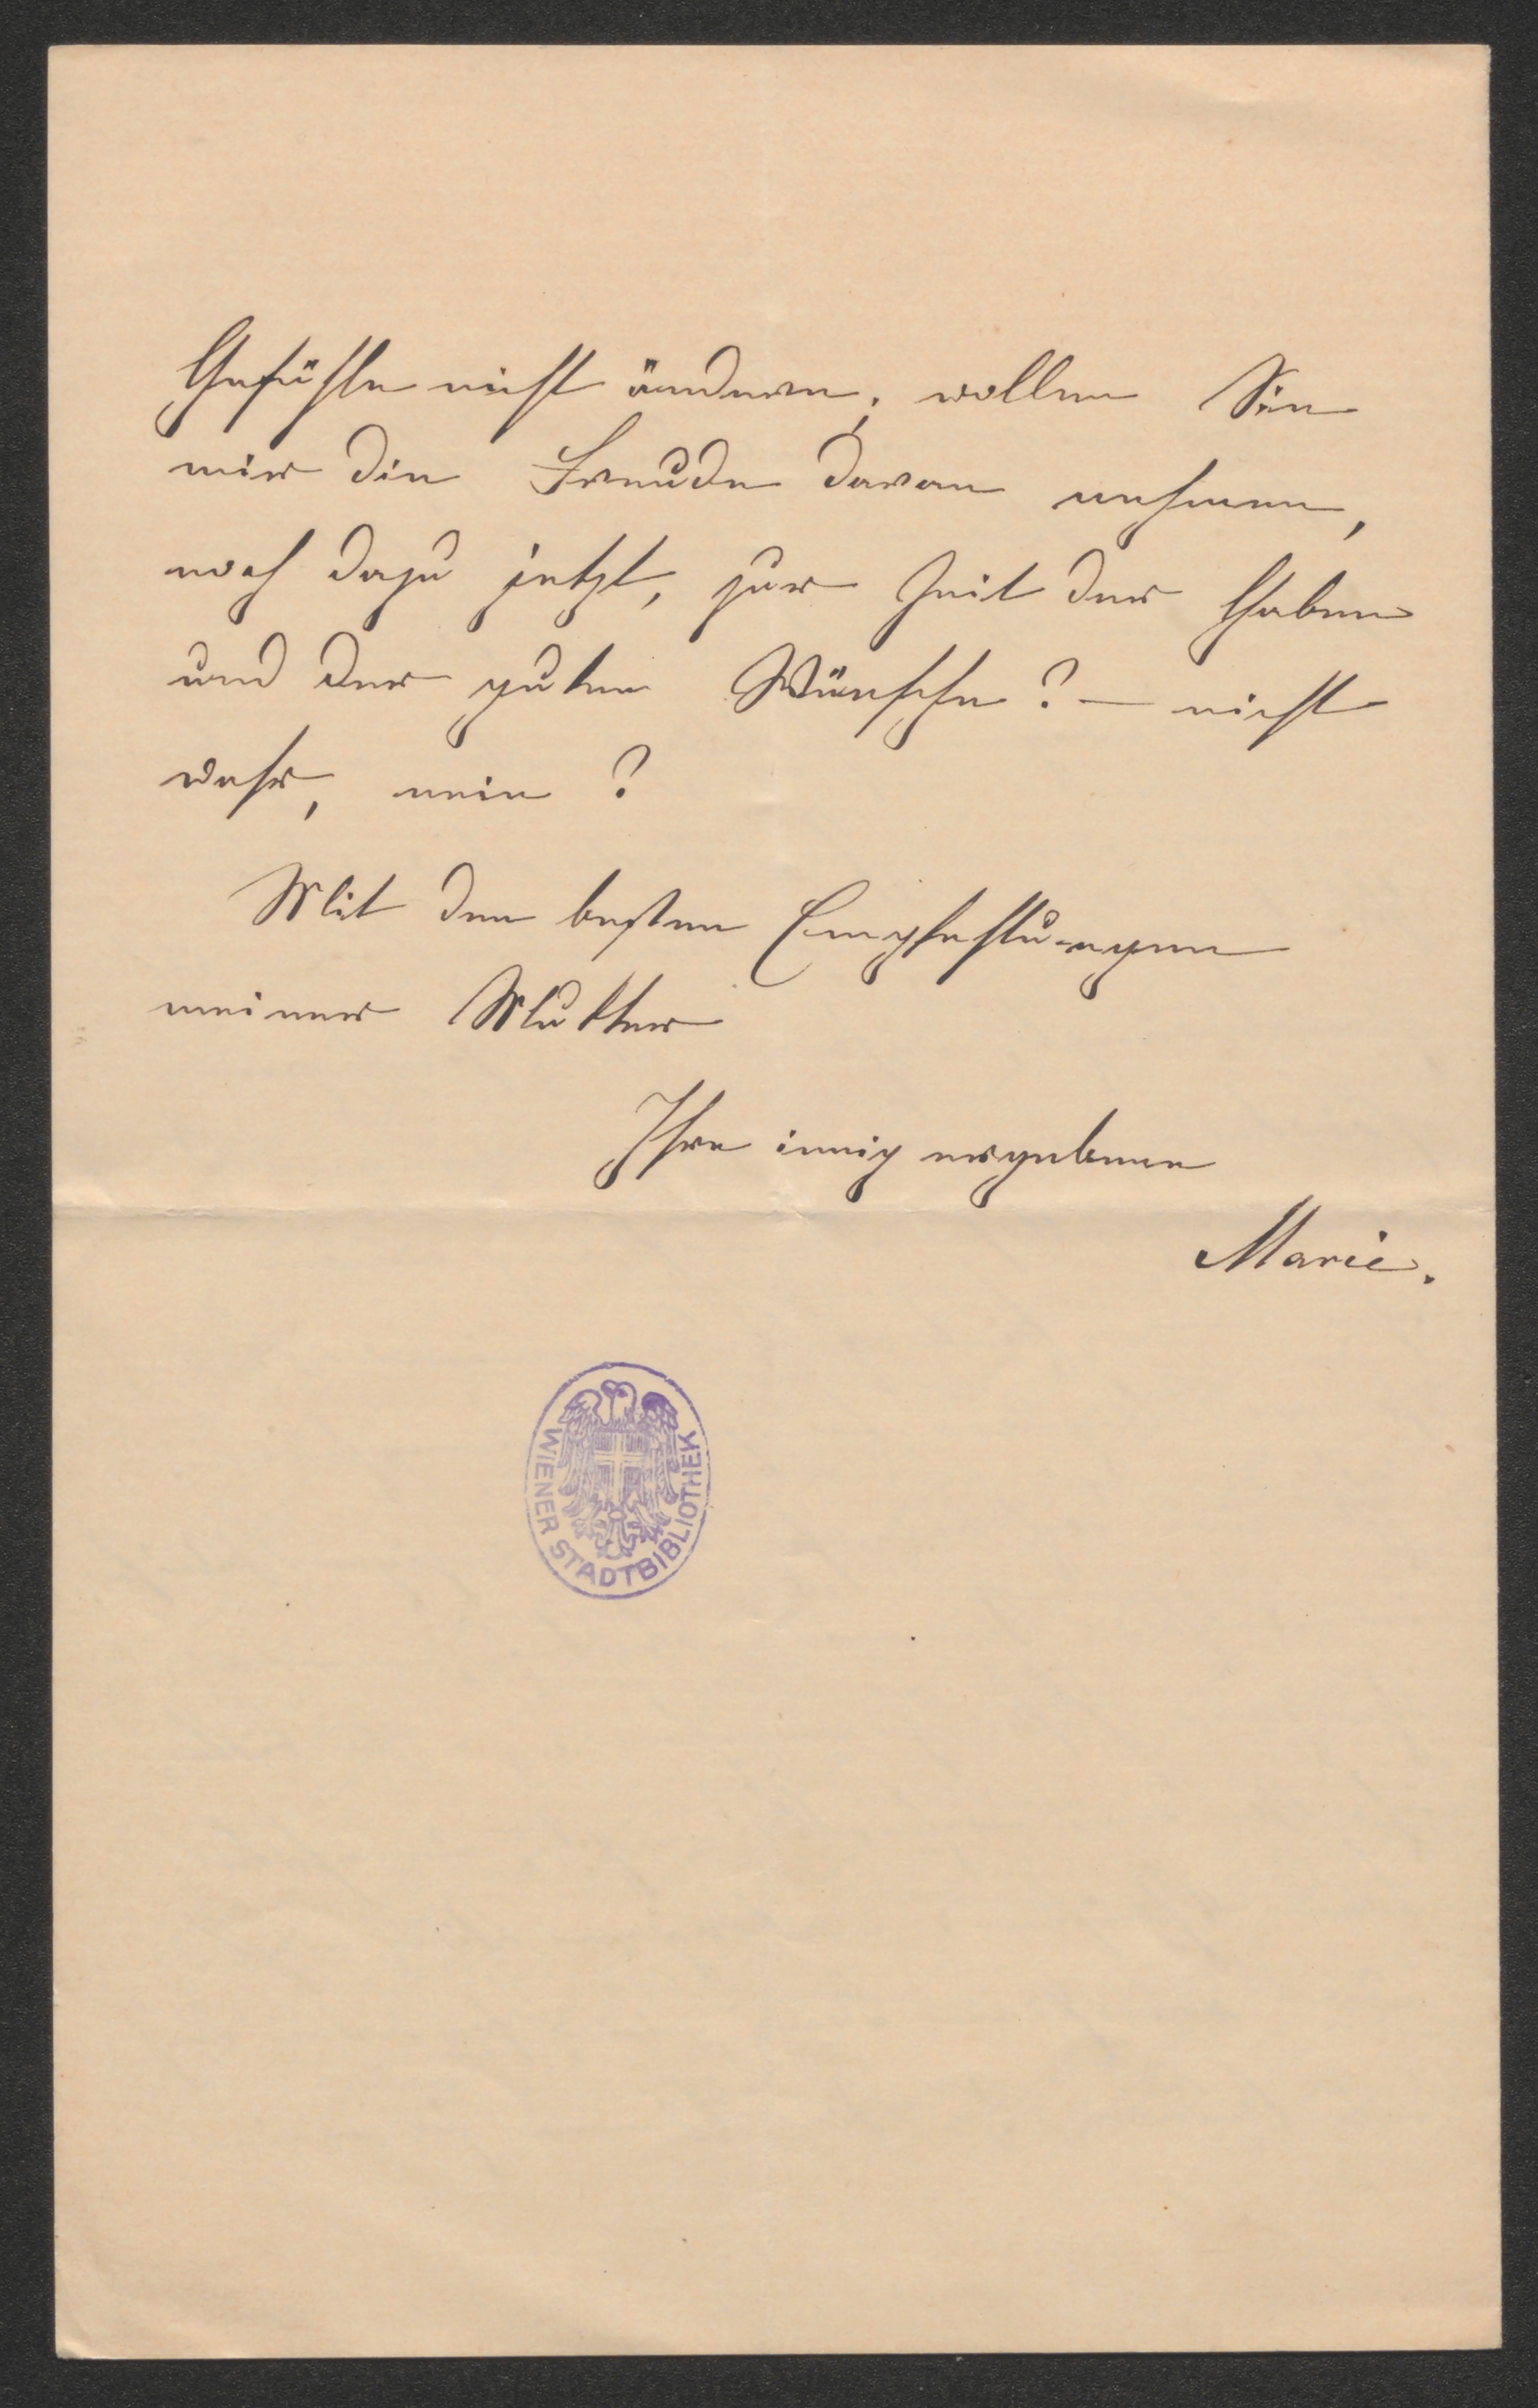 Gefühle nicht ändern; wollen Sie
mir die Freude daran nehmen,
noch dazu jetzt, zur Zeit der Gaben
und der guten Wünsche? — nicht
wahr, nein?
Mit den besten Empfehlungen
meiner Mutter
Ihre innig ergebene
Marie.
WIENER STADTBIBLIOTHEK